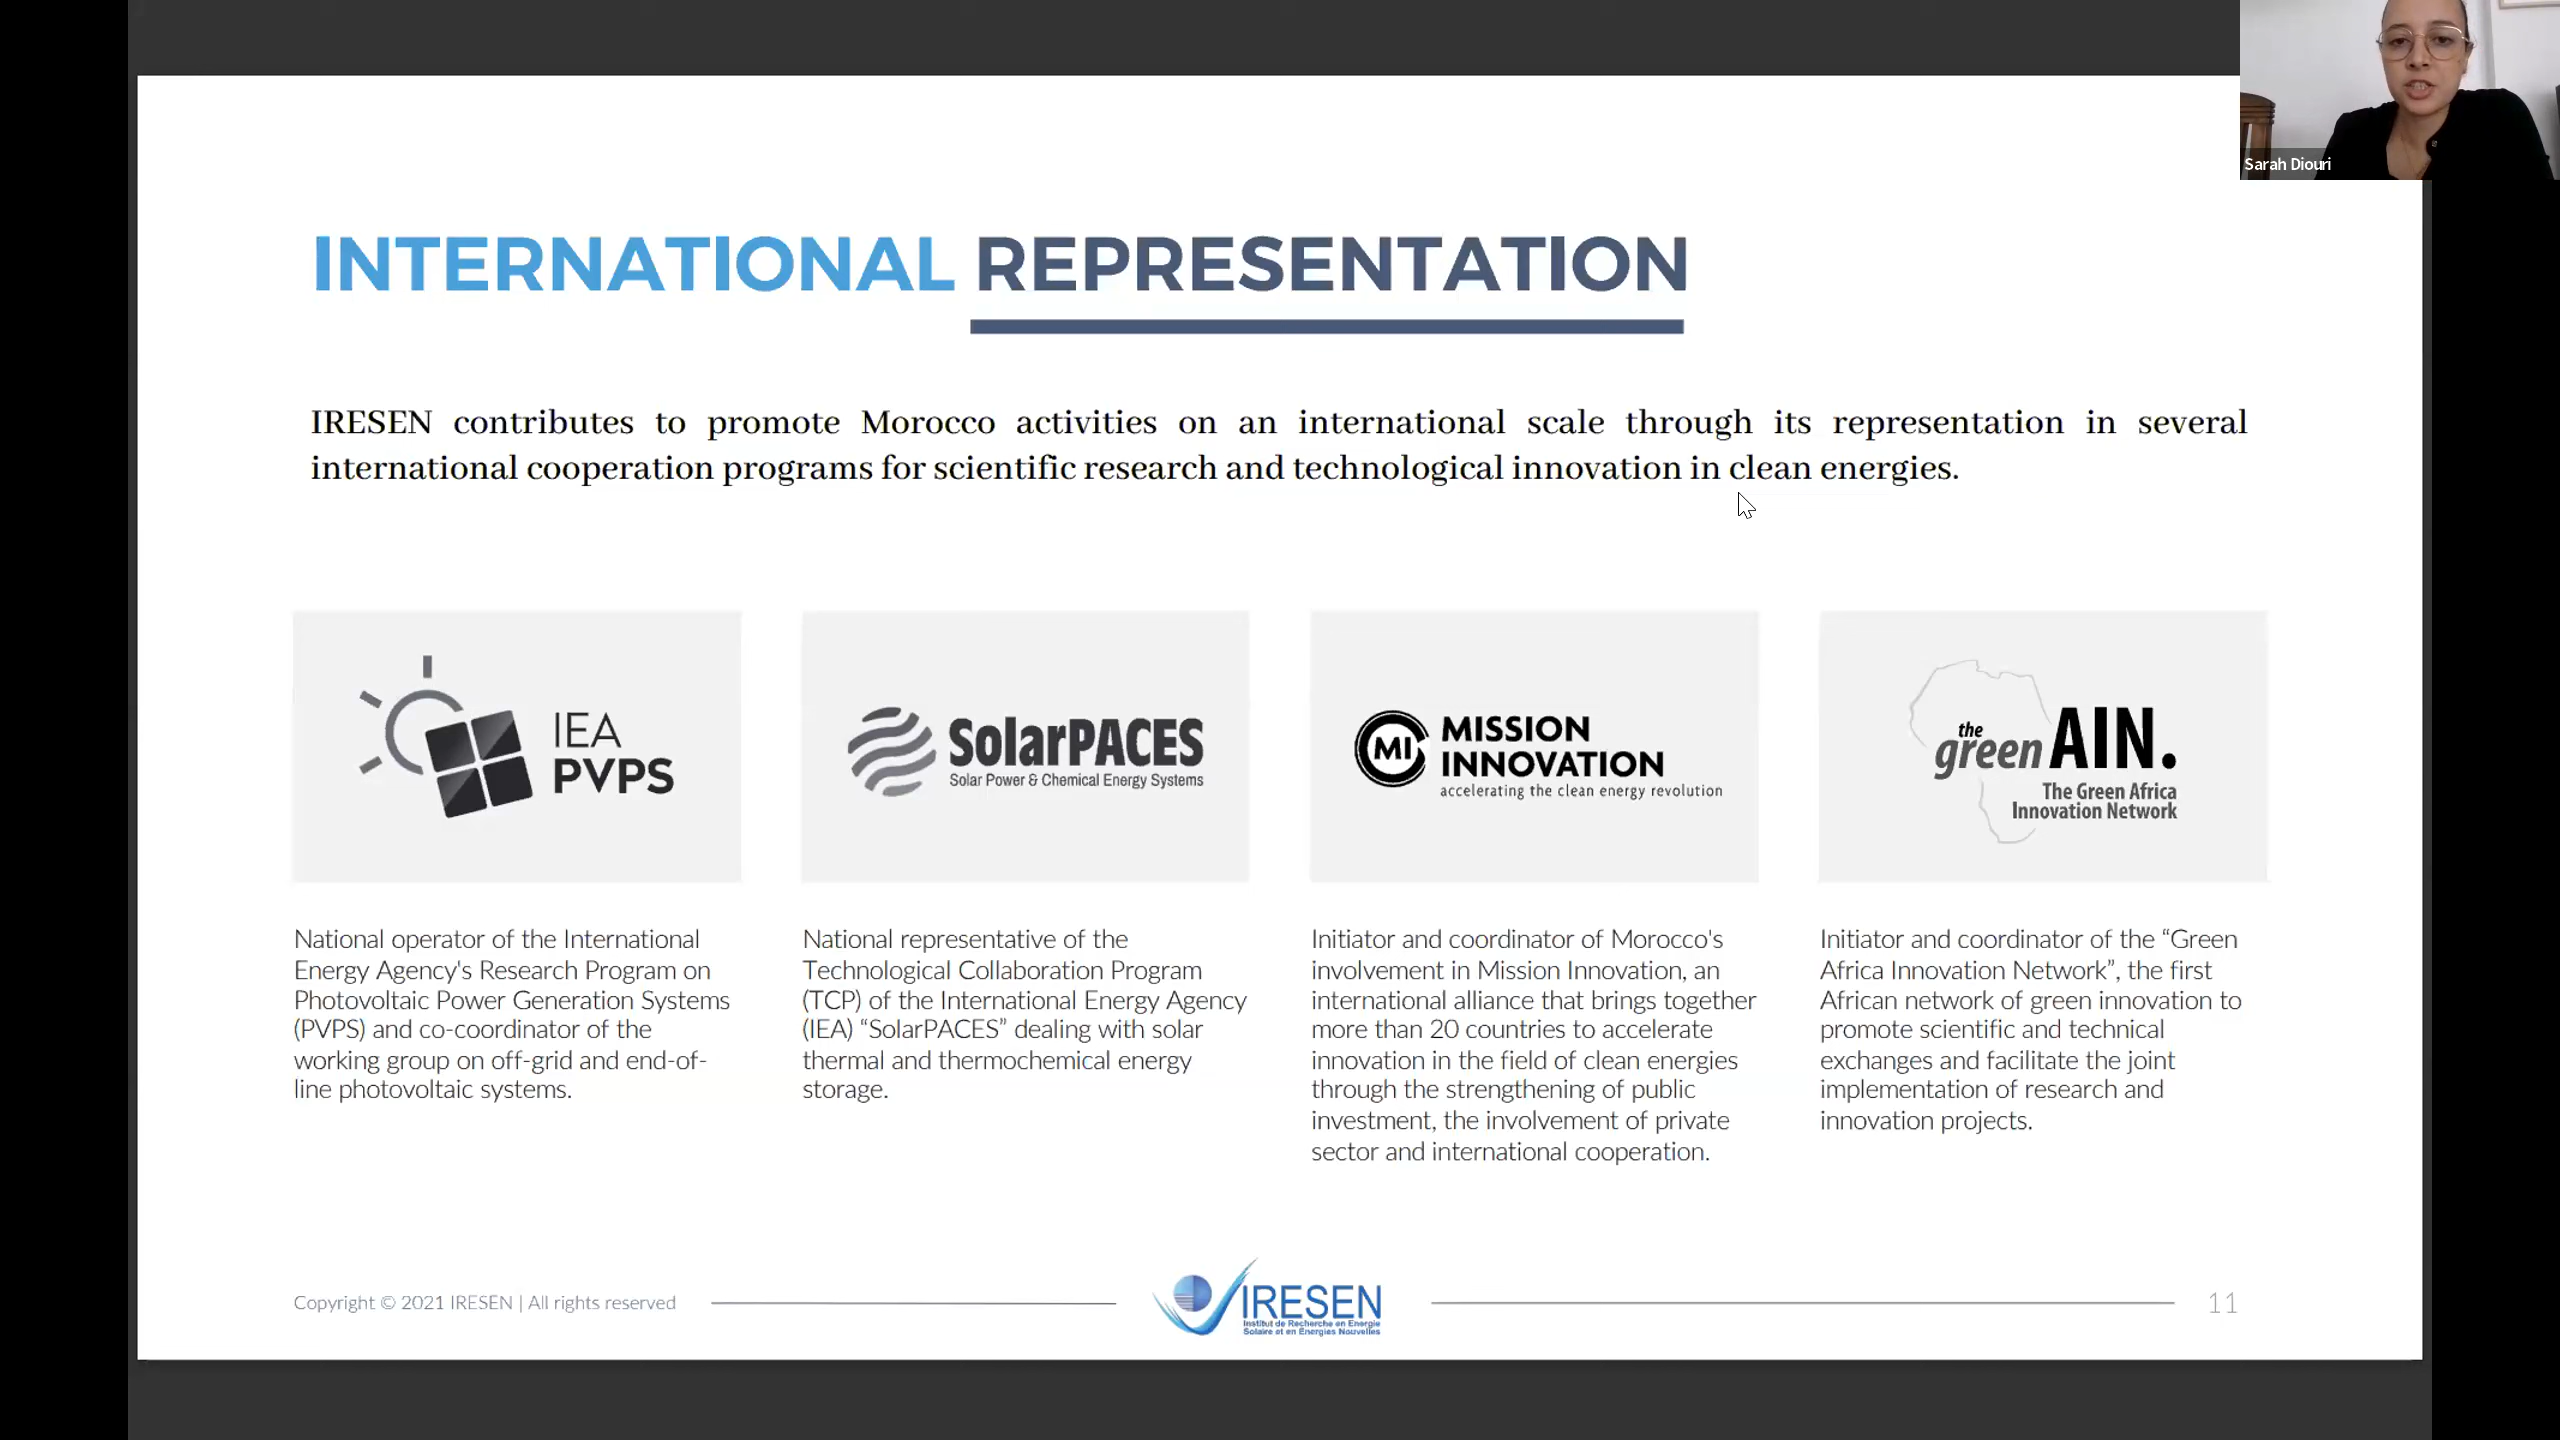 Sarah Diouri
INTERNATIONAL REPRESENTATION
IRESEN contributes to promote Morocco activities on an international scale through its representation in several
international cooperation programs for scientific research and technological innovation in clean energies.
IEA
PVPS
National operator of the International
Energy Agency's Research Program on
Photovoltaic Power Generation Systems
(PVPS) and co-coordinator of the
working group on off-grid and end-of-
line photovoltaic systems.
SolarPACES
Solar Power & Chemical Energy Systems
National representative of the
Technological Collaboration Program
(TCP) of the International Energy Agency
(IEA) “SolarPACES” dealing with solar
thermal and thermochemical energy
storage.
MI
MISSION
INNOVATION
accelerating the clean energy revolution
Initiator and coordinator of Morocco's
involvement in Mission Innovation, an
international alliance that brings together
more than 20 countries to accelerate
innovation in the field of clean energies
through the strengthening of public
investment, the involvement of private
sector and international cooperation.
the
green AIN.
The Green Africa
Innovation Network
Initiator and coordinator of the “Green
Africa Innovation Network”, the first
African network of green innovation to
promote scientific and technical
exchanges and facilitate the joint
implementation of research and
innovation projects.
Copyright © 2021 IRESEN | All rights reserved
IRESEN
Institut de Recherche en Energie
Solaire et en Energies Nouvelles
11